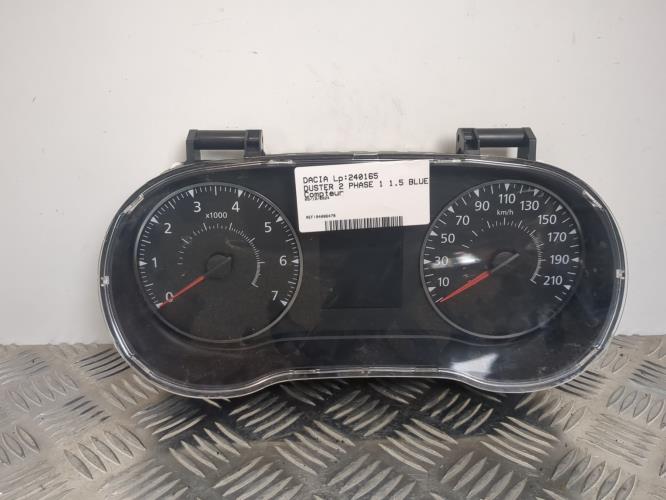 DACIA Lp:240165
DUSTER 2 PHASE 1 1.5 BLUE
Compteur
0 1 2 3 4 5 6 7
x1000
10 30 50 70 90 110 130 150 170 190 210
km/h